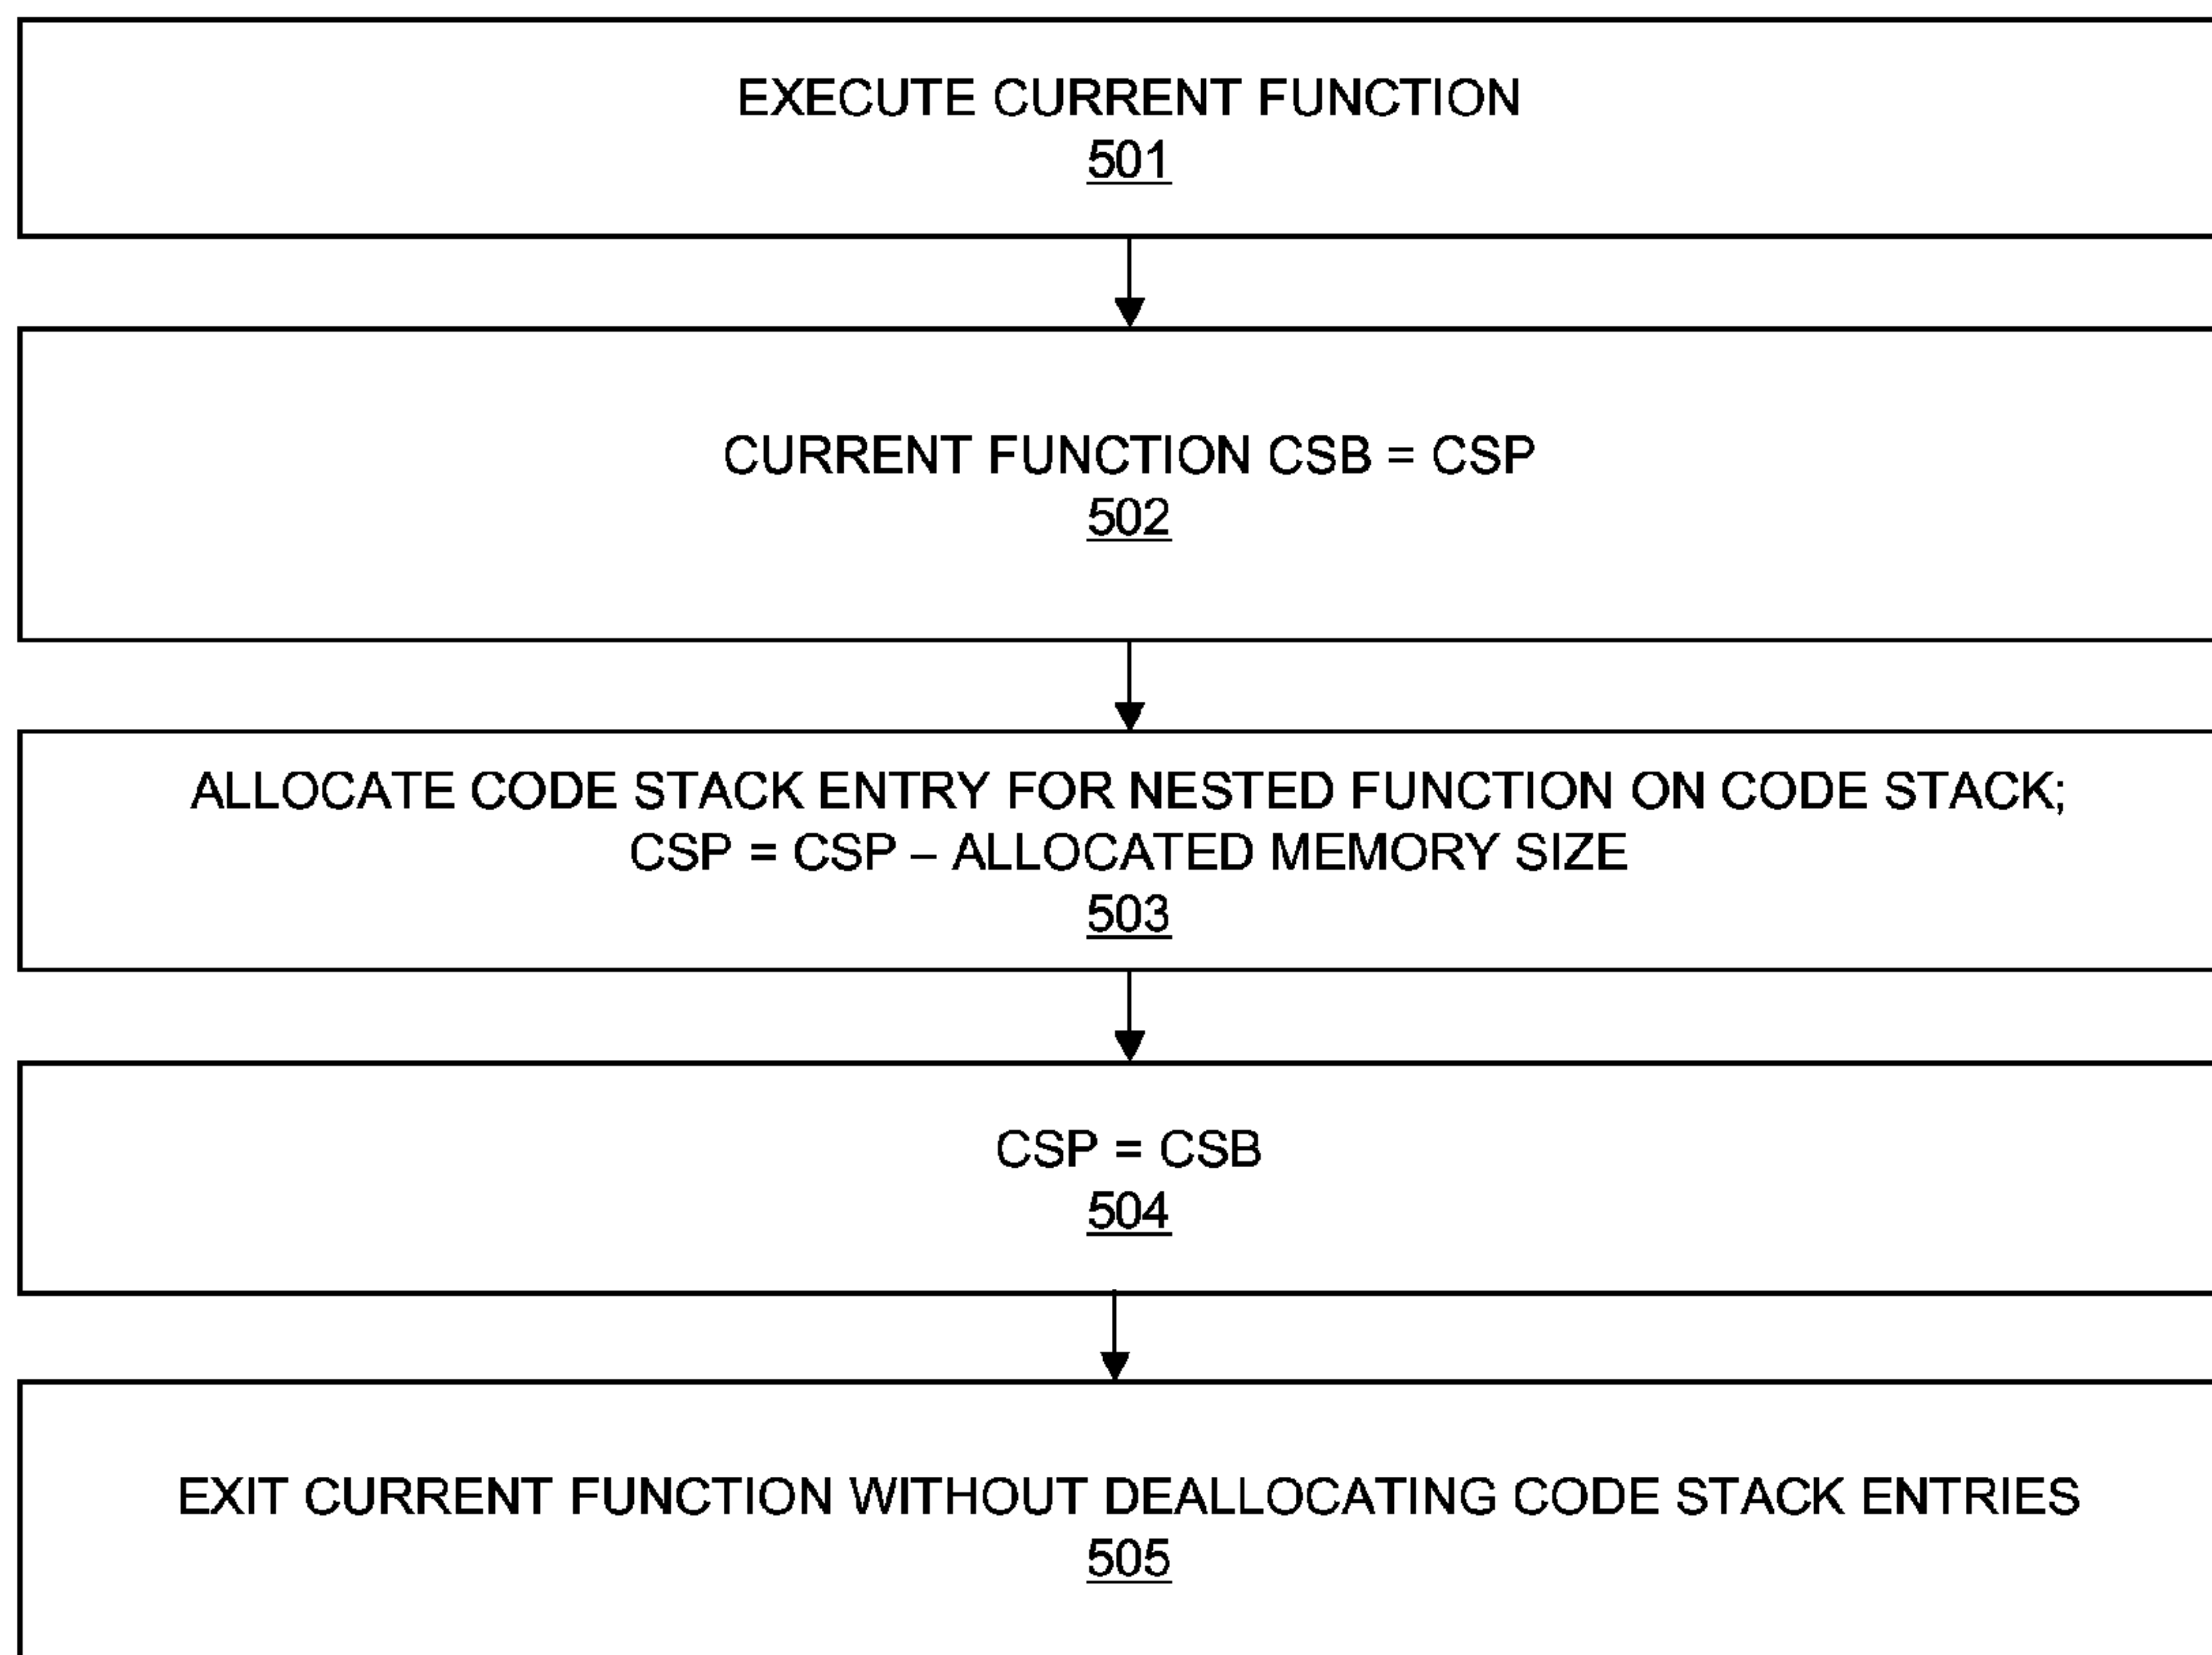 EXECUTE CURRENT FUNCTION
501
CURRENT FUNCTION CSB = CSP
502
ALLOCATE CODE STACK ENTRY FOR NESTED FUNCTION ON CODE STACK;
CSP = CSP – ALLOCATED MEMORY SIZE
503
CSP = CSB
504
EXIT CURRENT FUNCTION WITHOUT DEALLOCATING CODE STACK ENTRIES
505